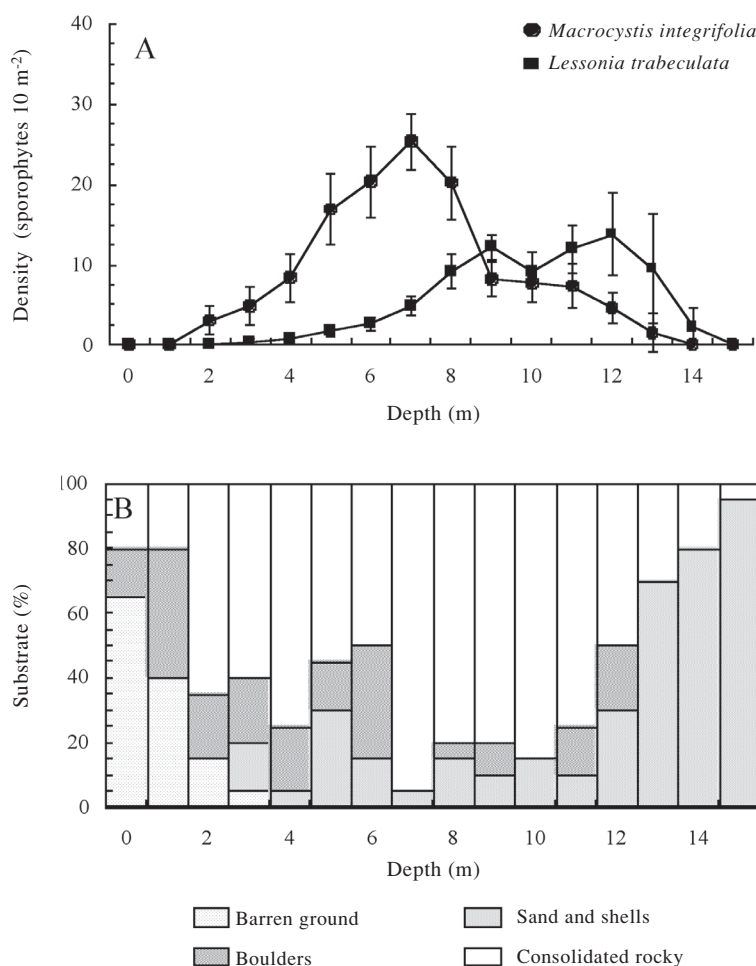 A
Macrocystis integrifolia
Lessonia trabeculata
Density (sporophytes 10 m-2)
40
30
20
10
0
0 2 4 6 8 10 12 14
Depth (m)
B
Substrate (%)
100
80
60
40
20
0
0 2 4 6 8 10 12 14
Depth (m)
Barren ground
Sand and shells
Boulders
Consolidated rocky